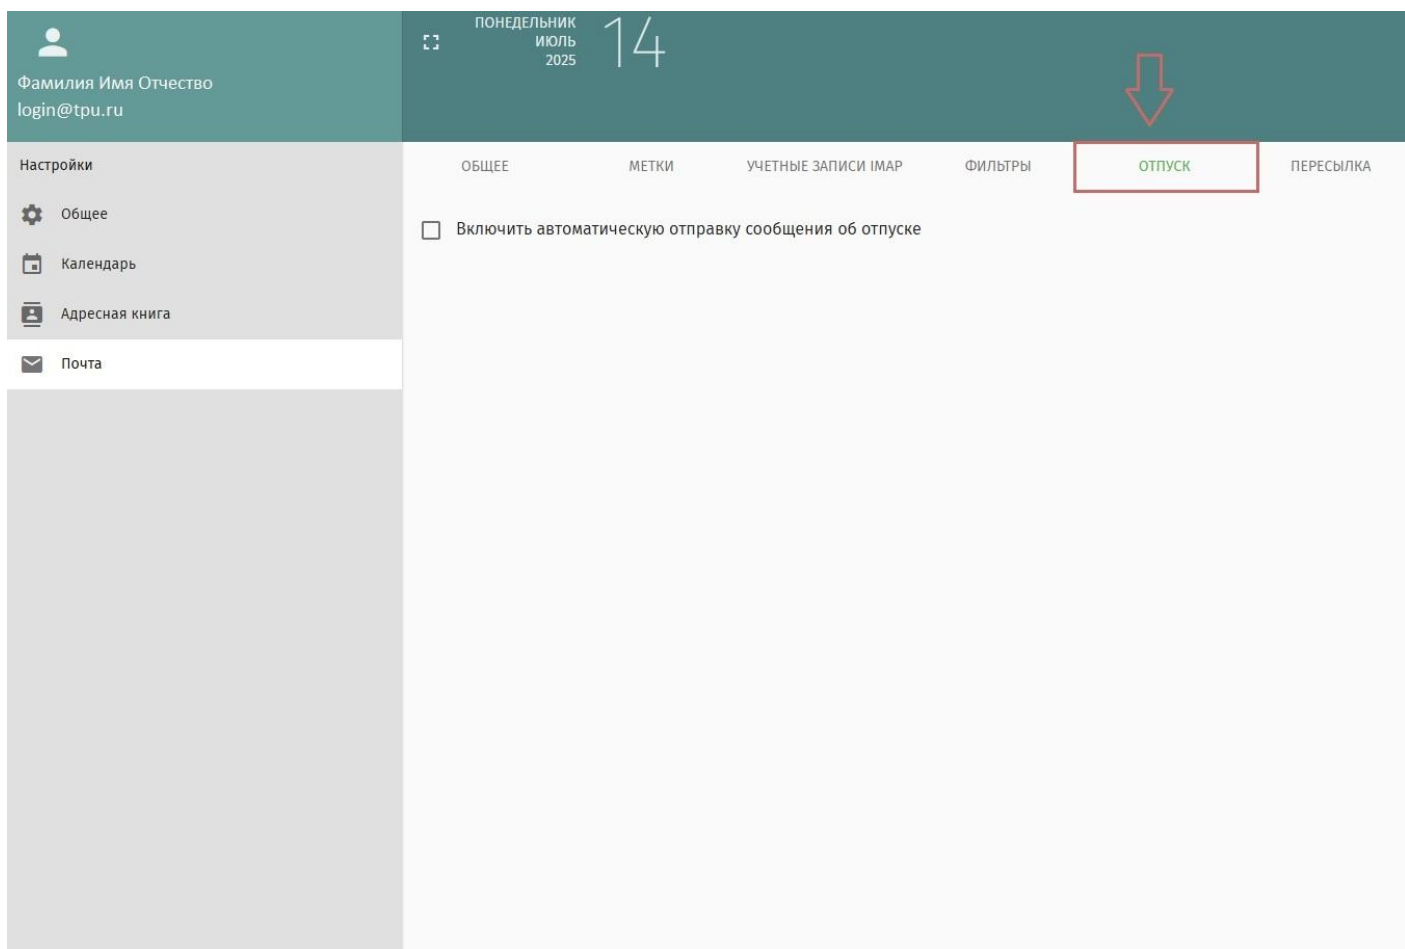 Фамилия Имя Отчество
login@tpu.ru
ПОНЕДЕЛЬНИК
ИЮЛЬ
2025
14
Настройки
Общее
Календарь
Адресная книга
Почта
ОБЩЕЕ МЕТКИ УЧЕТНЫЕ ЗАПИСИ IMAP ФИЛЬТРЫ ОТПУСК ПЕРЕСЫЛКА
Включить автоматическую отправку сообщения об отпуске